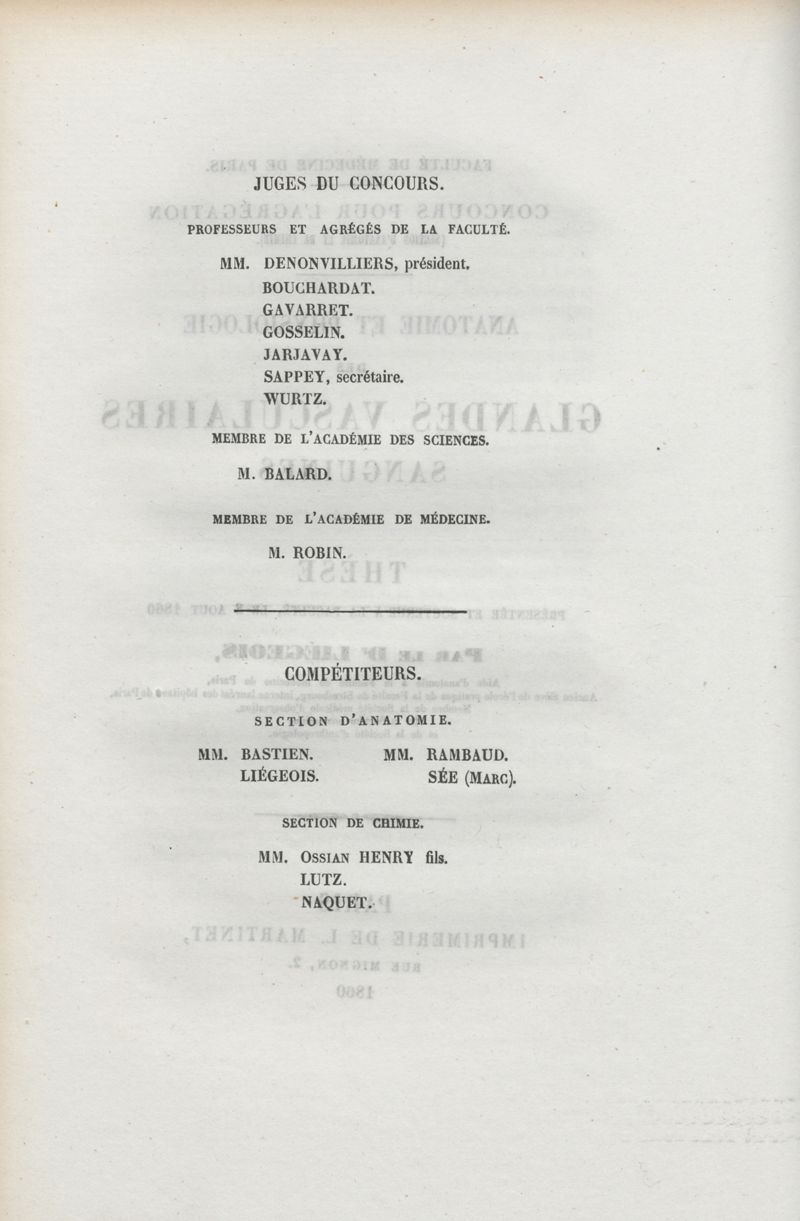 JUGES DU CONCOURS.
PROFESSEURS ET AGRÉGÉS DE LA FACULTÉ.
MM. DENONVILLIERS, président.
BOUCHARDAT.
GAVARRET.
GOSSELIN.
JARJAVAY.
SAPPEY, secrétaire.
WURTZ.
MEMBRE DE L'ACADÉMIE DES SCIENCES.
M. BALARD.
MEMBRE DE L'ACADÉMIE DE MÉDECINE.
M. ROBIN.
COMPÉTITEURS.
SECTION D'ANATOMIE.
MM. BASTIEN. MM. RAMBAUD.
LIÉGEOIS. SÉE (MARC).
SECTION DE CHIMIE.
MM. OSSIAN HENRY fils.
LUTZ.
NAQUET.